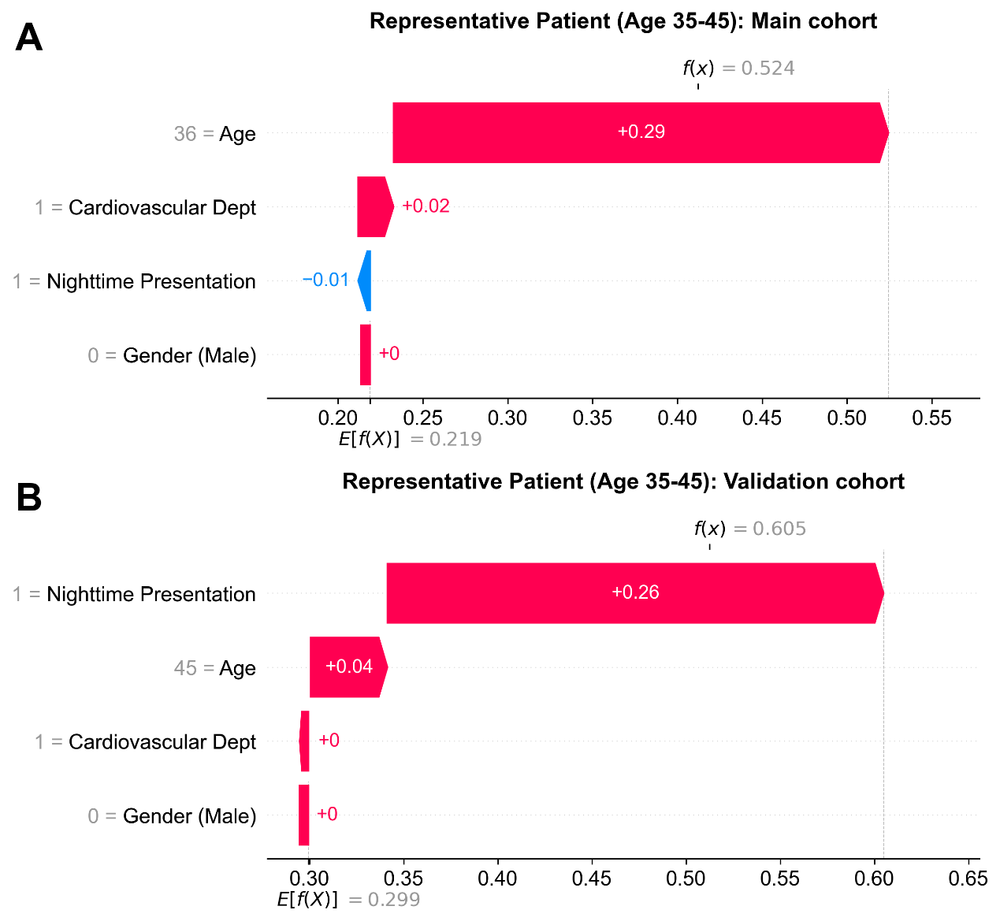 A
Representative Patient (Age 35-45): Main cohort
f(x) = 0.524
36 = Age
+0.29
1 = Cardiovascular Dept
+0.02
1 = Nighttime Presentation
−0.01
0 = Gender (Male)
+0
0.20 0.25 0.30 0.35 0.40 0.45 0.50 0.55
E[f(X)] = 0.219
B
Representative Patient (Age 35-45): Validation cohort
f(x) = 0.605
1 = Nighttime Presentation
+0.26
45 = Age
+0.04
1 = Cardiovascular Dept
+0
0 = Gender (Male)
+0
0.30 0.35 0.40 0.45 0.50 0.55 0.60 0.65
E[f(X)] = 0.299